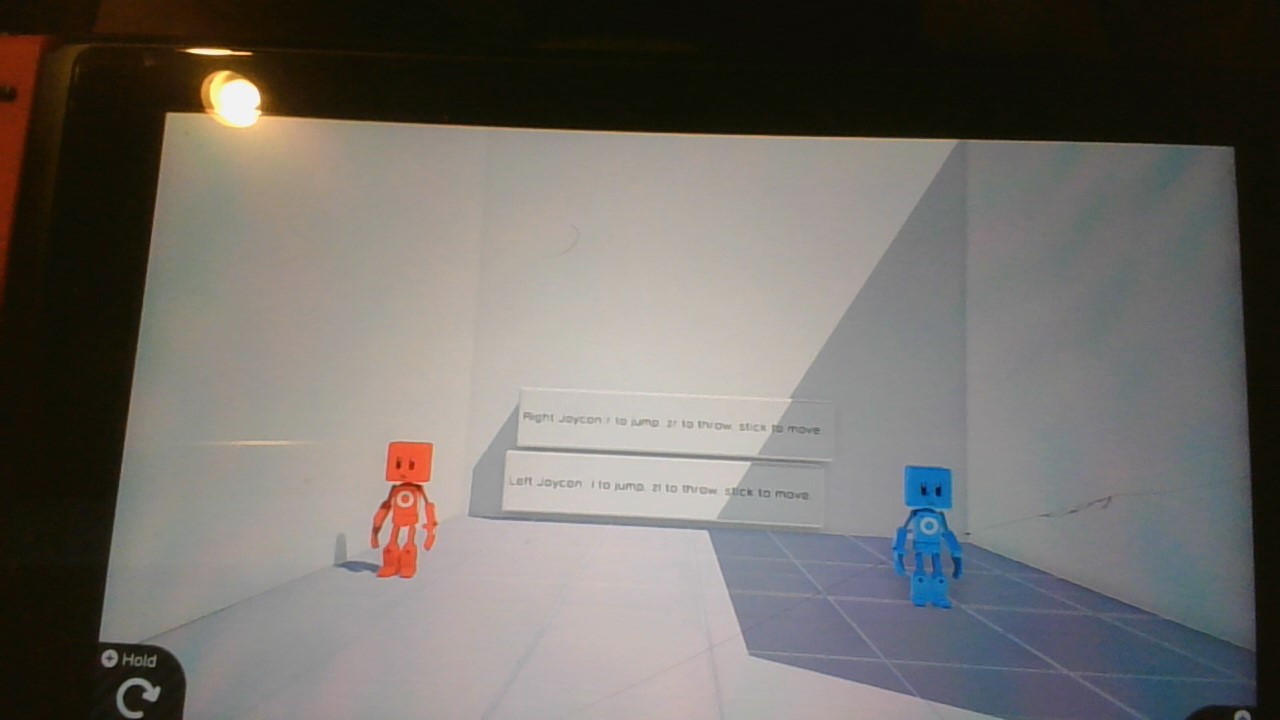 Right Joycon: r to jump, zr to throw, stick to move.
Left Joycon: l to jump, zl to throw, stick to move.
Hold